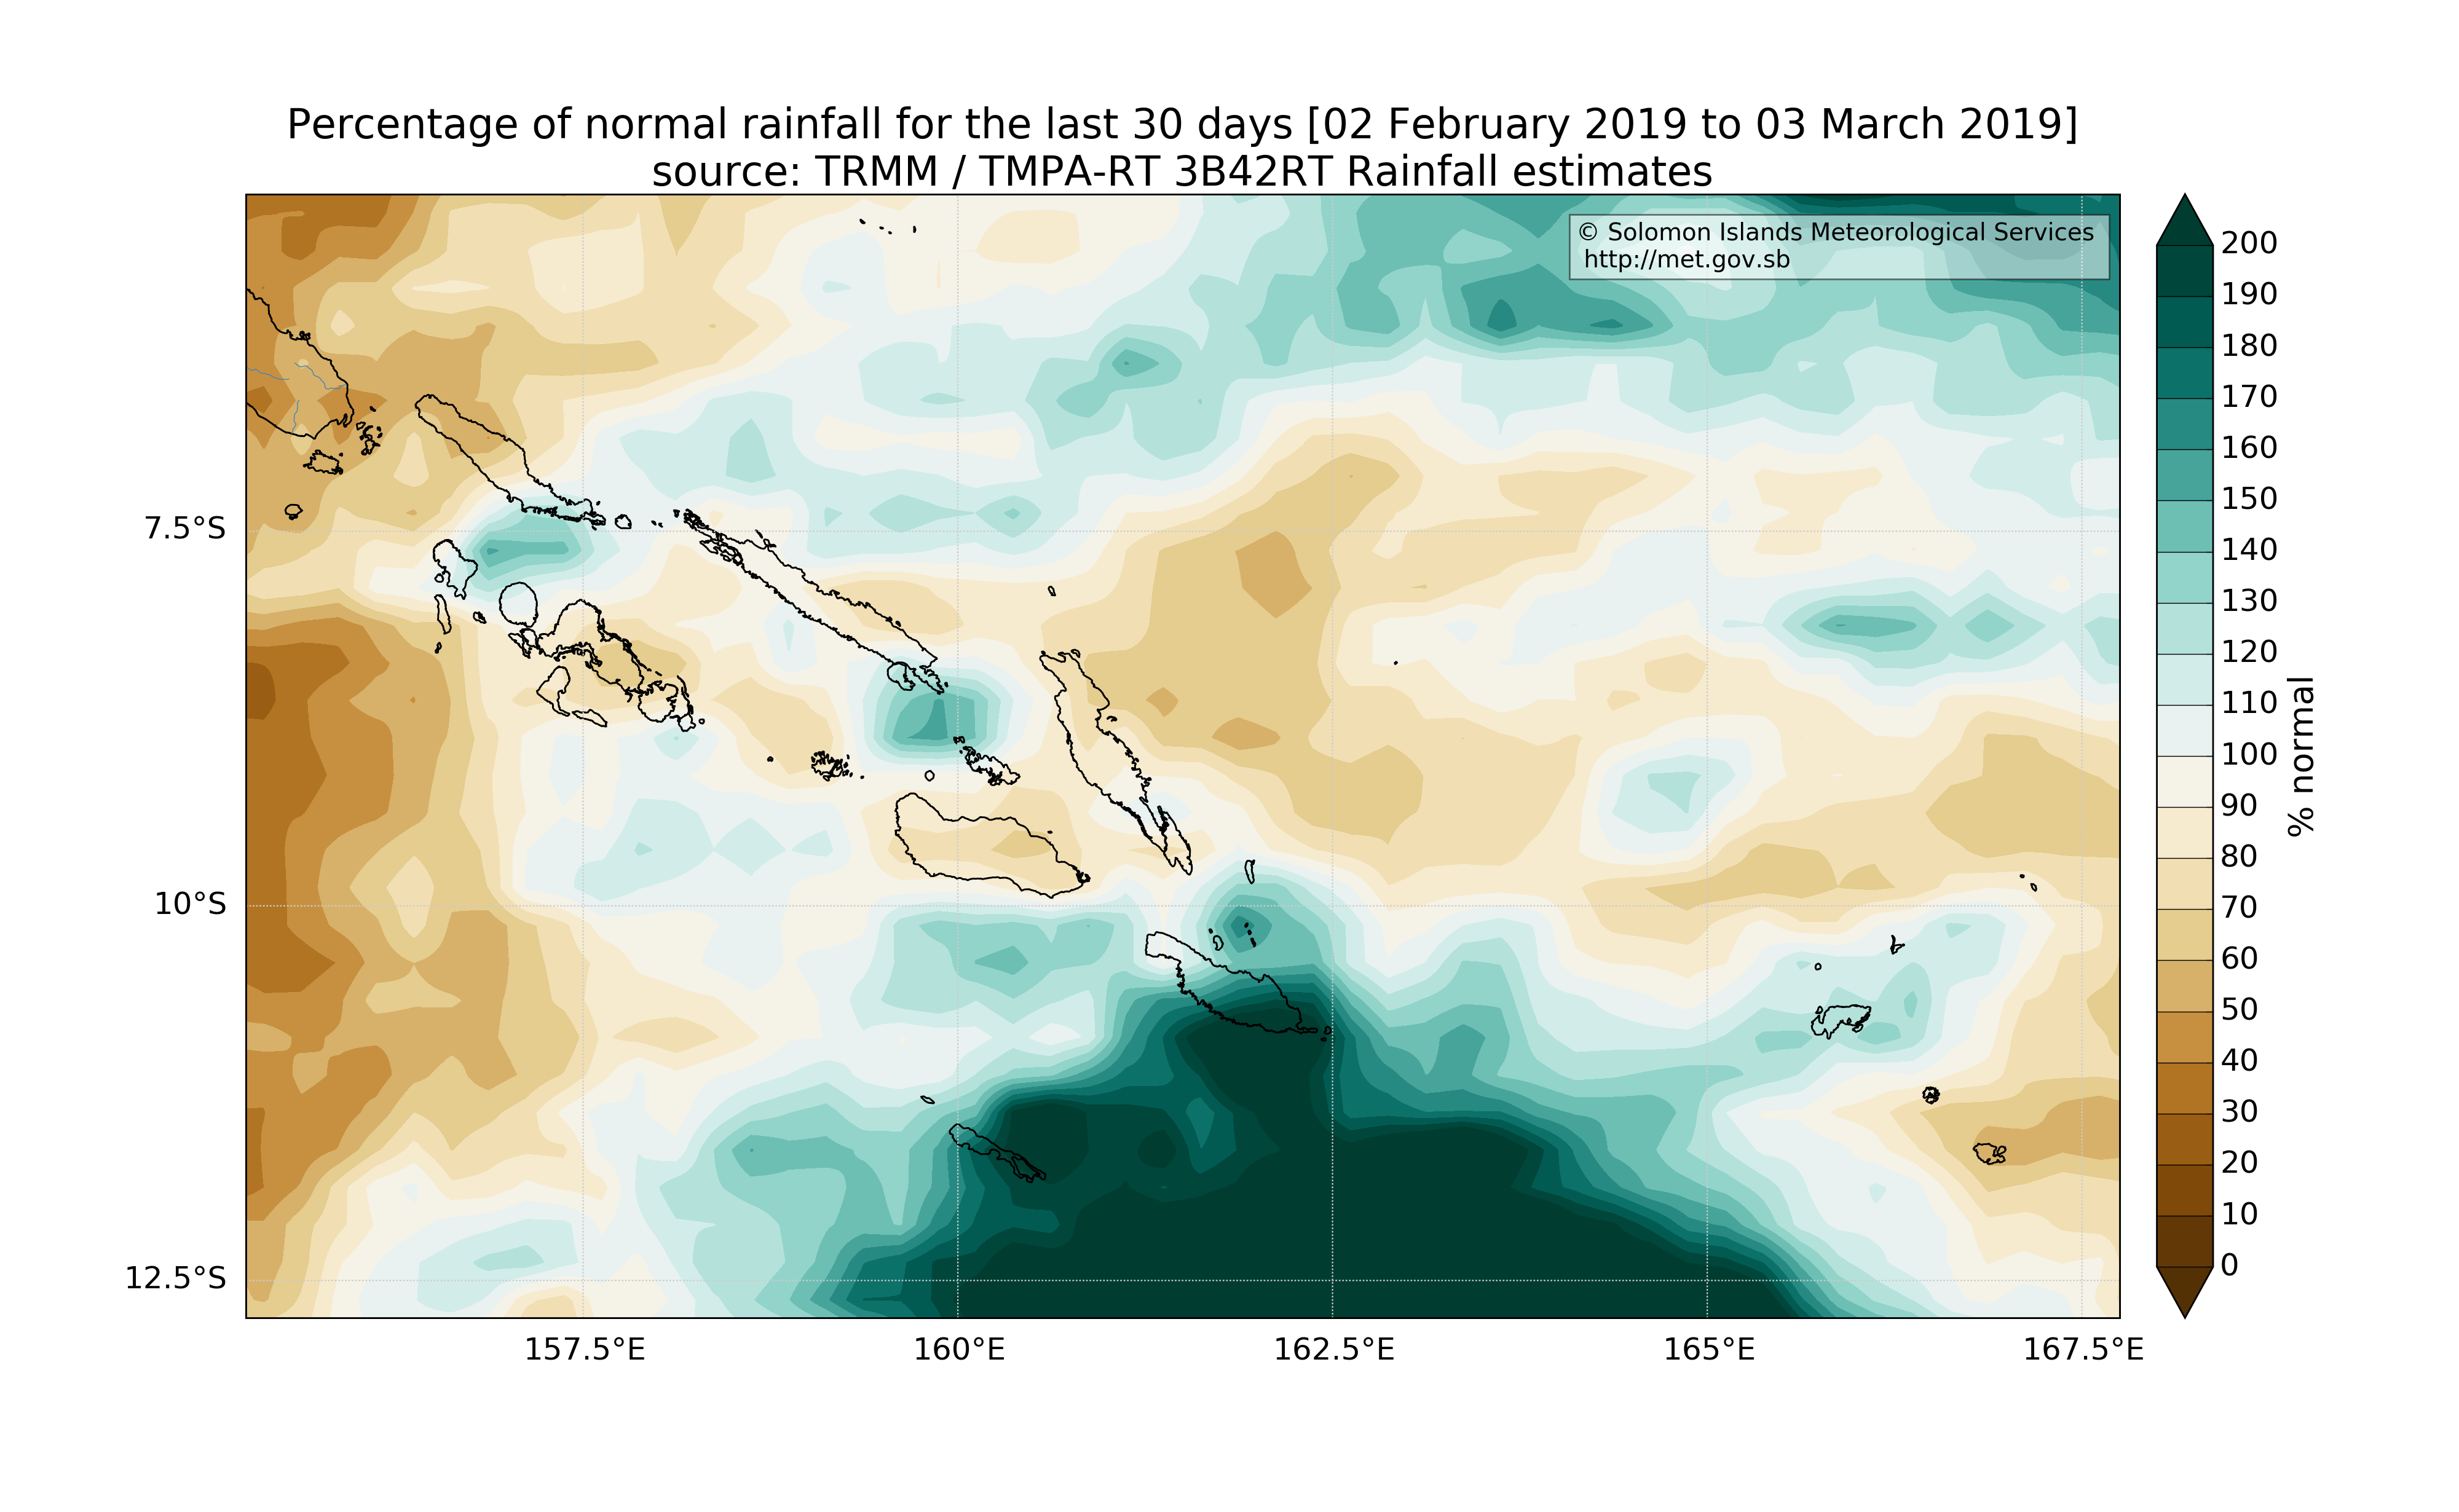 Percentage of normal rainfall for the last 30 days [02 February 2019 to 03 March 2019]
source: TRMM / TMPA-RT 3B42RT Rainfall estimates
© Solomon Islands Meteorological Services
http://met.gov.sb
7.5°S
10°S
12.5°S
157.5°E
160°E
162.5°E
165°E
167.5°E
200
190
180
170
160
150
140
130
120
110
100
90
80
70
60
50
40
30
20
10
0
% normal